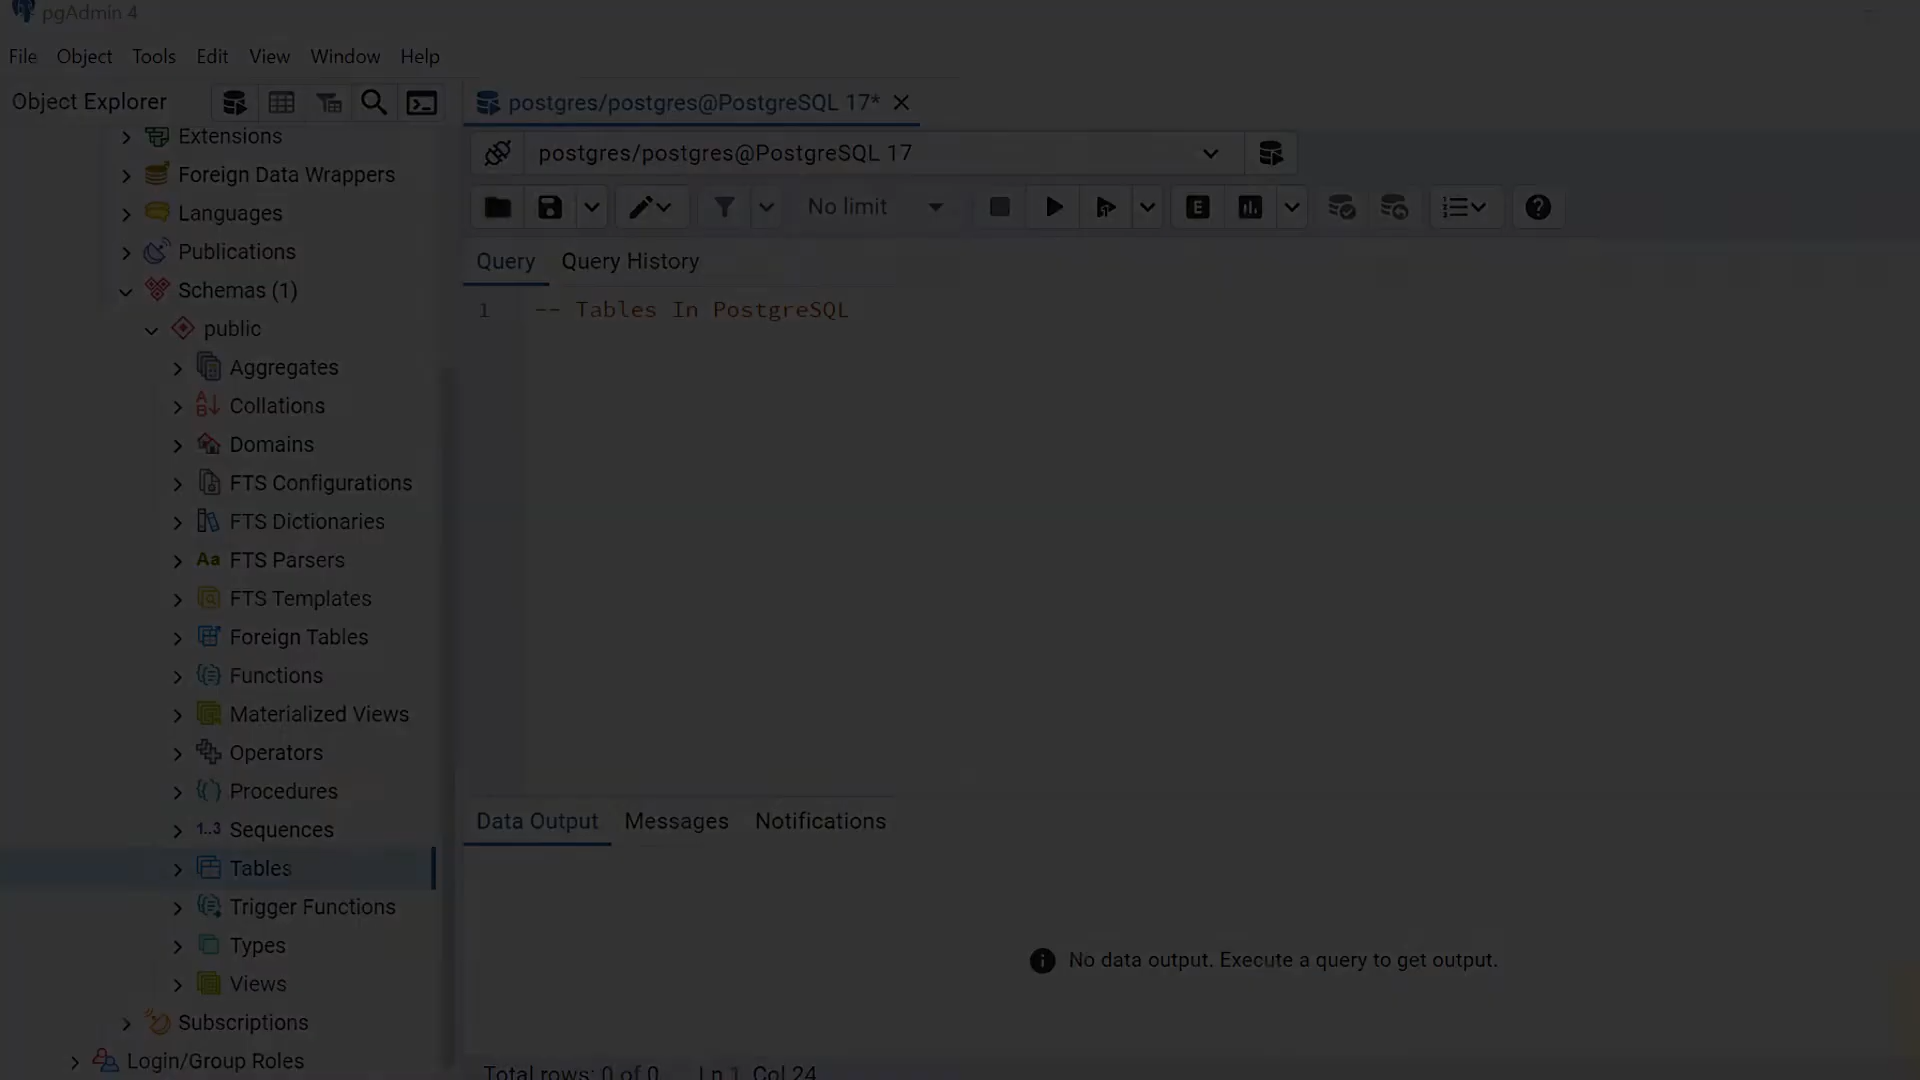 pgAdmin 4
File Object Tools Edit View Window Help
Object Explorer
postgres/postgres@PostgreSQL 17*
Extensions
postgres/postgres@PostgreSQL 17
Foreign Data Wrappers
Languages
No limit
E
Publications
Query Query History
Schemas (1)
1 -- Tables In PostgreSQL
public
Aggregates
Collations
Domains
FTS Configurations
FTS Dictionaries
Aa FTS Parsers
FTS Templates
Foreign Tables
Functions
Materialized Views
Operators
Procedures
Data Output Messages Notifications
1..3 Sequences
Tables
Trigger Functions
Types
No data output. Execute a query to get output.
Views
Subscriptions
Login/Group Roles
Total rows: 0 of 0 Ln 1, Col 24